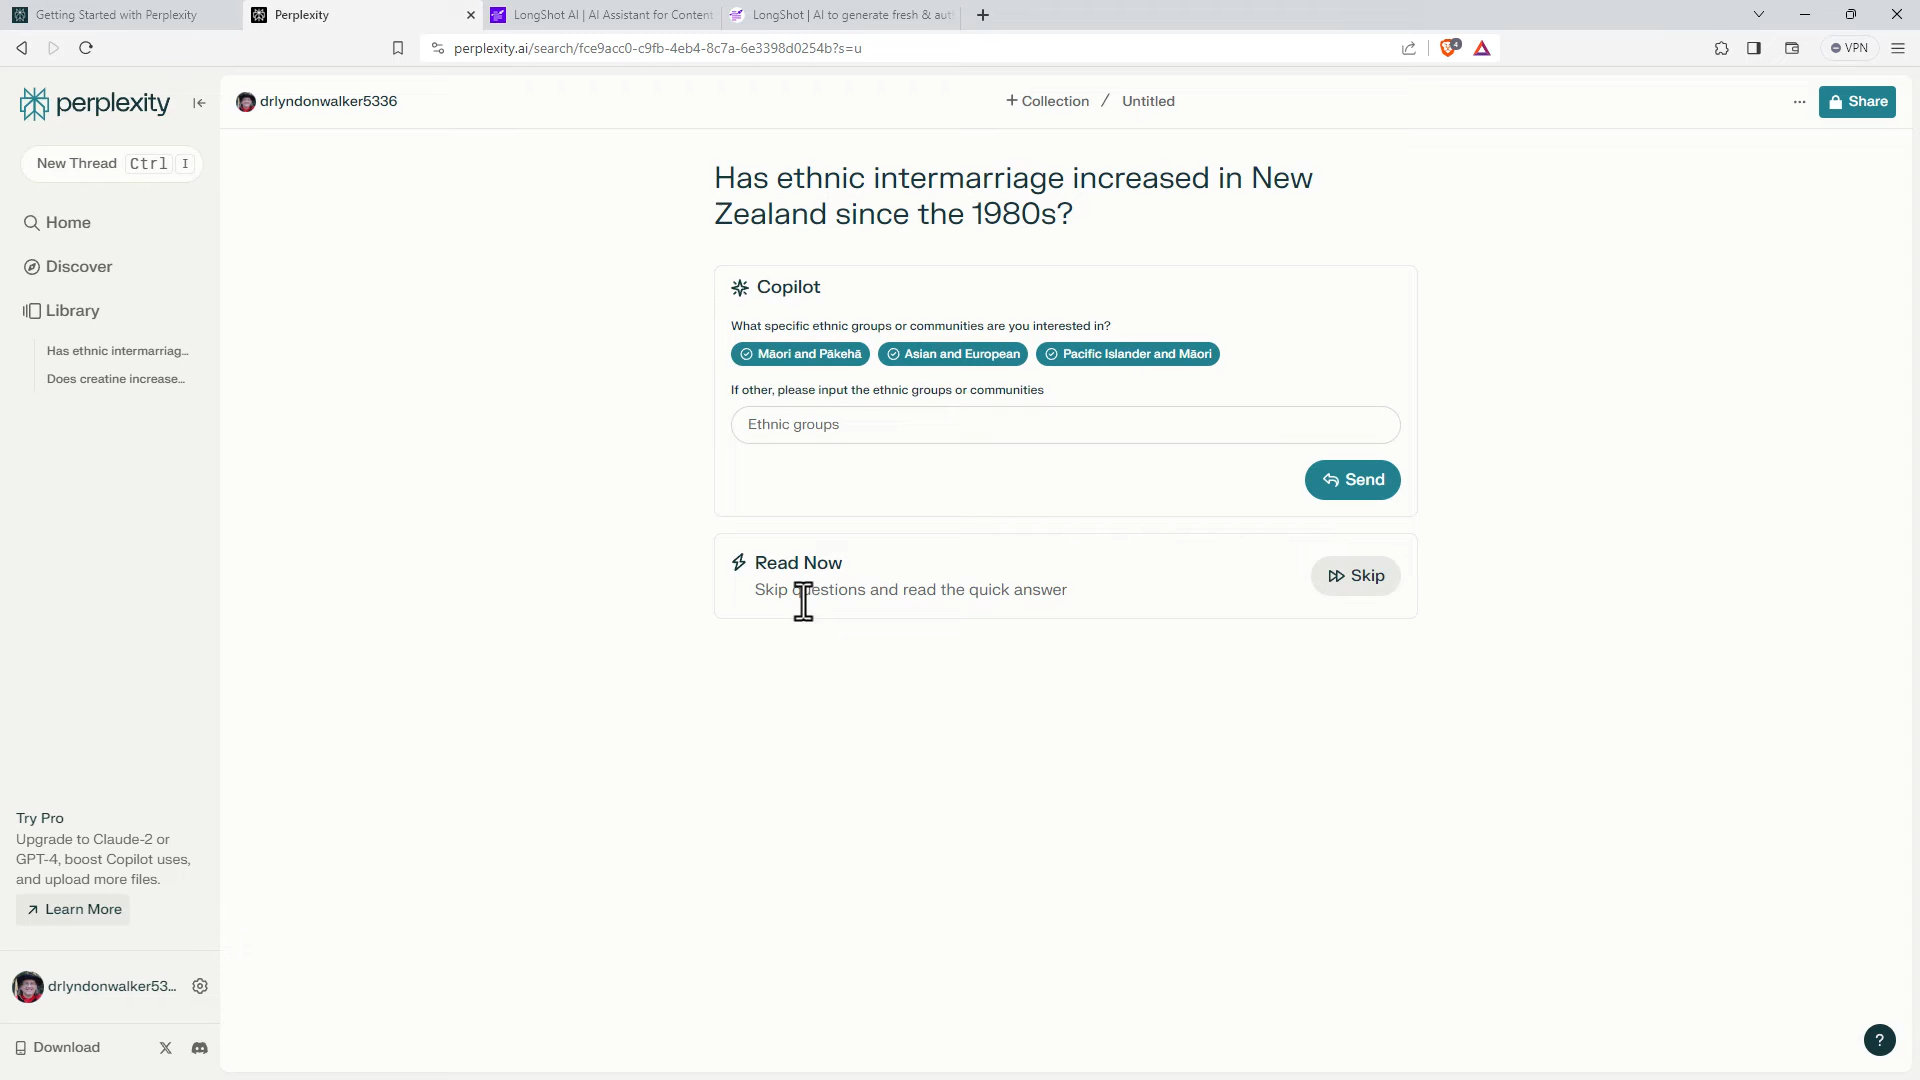 Getting Started with Perplexity
Perplexity
LongShot AI | AI Assistant for Content
LongShot | AI to generate fresh & aut
perplexity.ai/search/fce9acc0-c9fb-4eb4-8c7a-6e3398d0254b?s=u
4
VPN
perplexity
drlyndonwalker5336
Collection / Untitled
Share
New Thread Ctrl I
Home
Discover
Library
Has ethnic intermarriag...
Does creatine increase...
Has ethnic intermarriage increased in New
Zealand since the 1980s?
Copilot
What specific ethnic groups or communities are you interested in?
Māori and Pākehā
Asian and European
Pacific Islander and Māori
If other, please input the ethnic groups or communities
Ethnic groups
Send
Read Now
Skip questions and read the quick answer
Skip
Try Pro
Upgrade to Claude-2 or
GPT-4, boost Copilot uses,
and upload more files.
Learn More
drlyndonwalker53...
Download
?